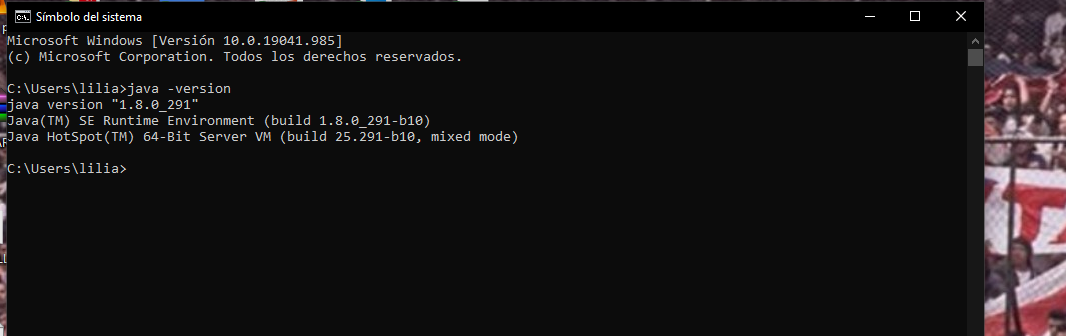 Símbolo del sistema
Microsoft Windows [Versión 10.0.19041.985]
(c) Microsoft Corporation. Todos los derechos reservados.
C:\Users\lilia>java -version
java version "1.8.0_291"
Java(TM) SE Runtime Environment (build 1.8.0_291-b10)
Java HotSpot(TM) 64-Bit Server VM (build 25.291-b10, mixed mode)
C:\Users\lilia>